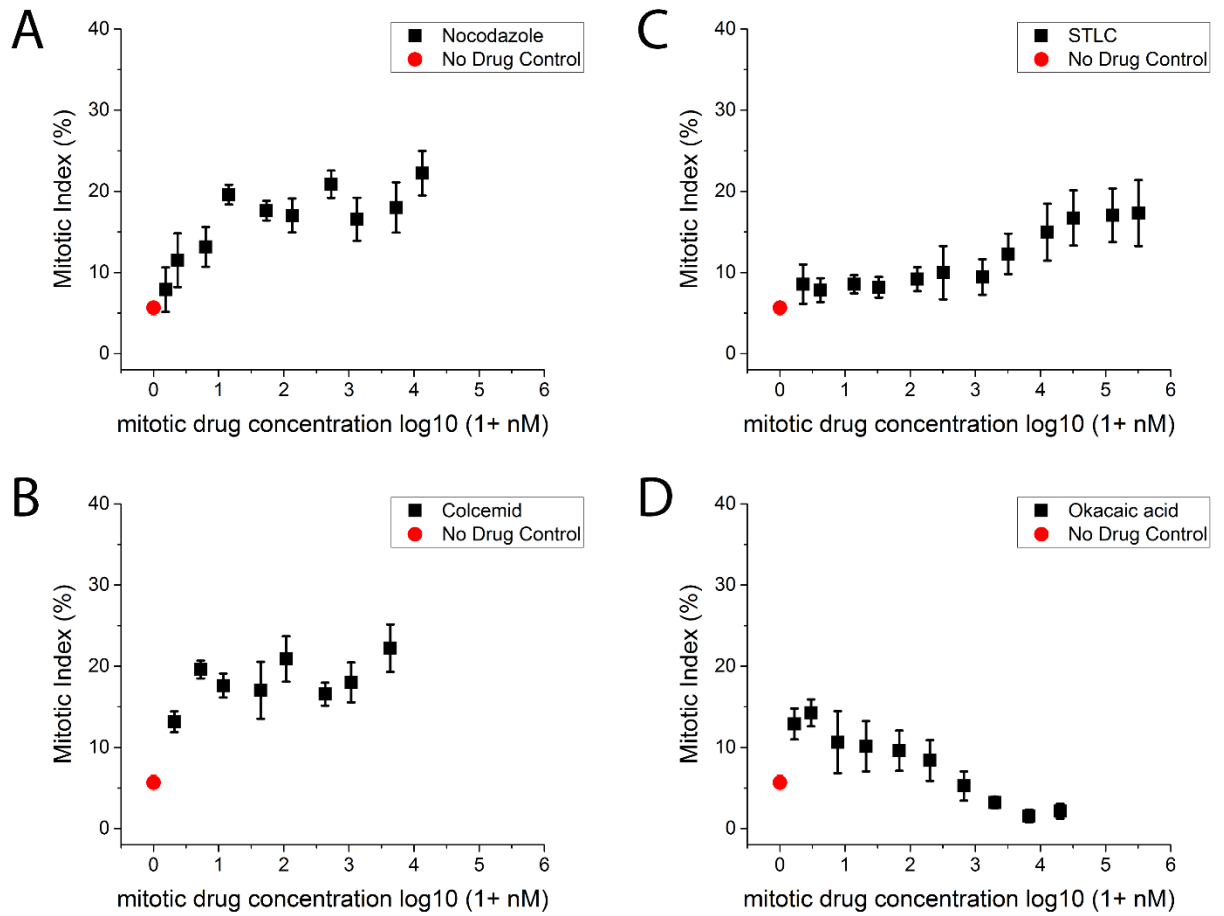 A
40
30
20
10
0
Mitotic Index (%)
Nocodazole
No Drug Control
0 1 2 3 4 5 6
mitotic drug concentration log10 (1+ nM)
C
40
30
20
10
0
Mitotic Index (%)
STLC
No Drug Control
0 1 2 3 4 5 6
mitotic drug concentration log10 (1+ nM)
B
40
30
20
10
0
Mitotic Index (%)
Colcemid
No Drug Control
0 1 2 3 4 5 6
mitotic drug concentration log10 (1+ nM)
D
40
30
20
10
0
Mitotic Index (%)
Okacaic acid
No Drug Control
0 1 2 3 4 5 6
mitotic drug concentration log10 (1+ nM)